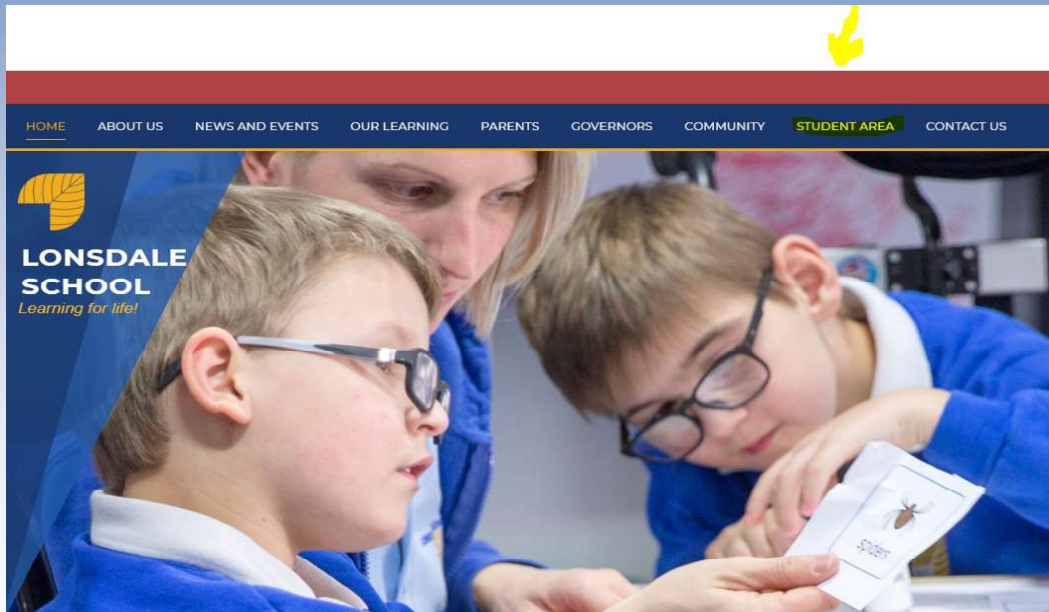 HOME ABOUT US NEWS AND EVENTS OUR LEARNING PARENTS GOVERNORS COMMUNITY STUDENT AREA CONTACT US
LONSDALE
SCHOOL
Learning for life!
spiders